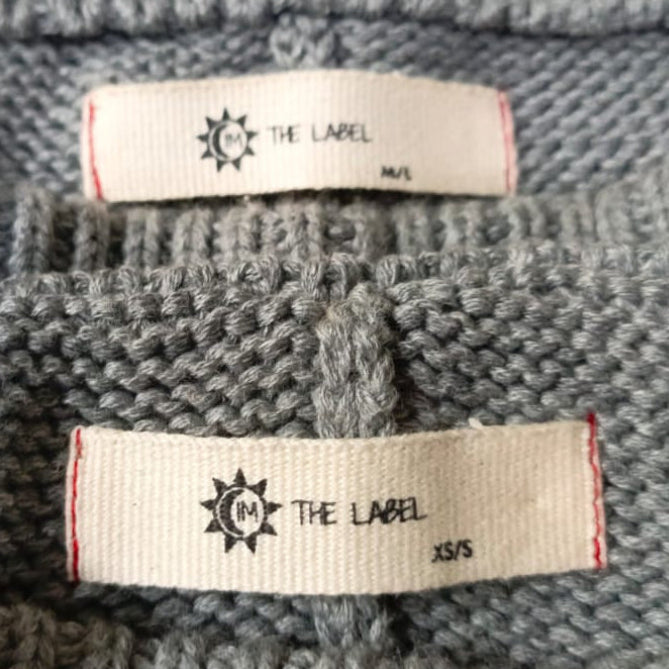 IM THE LABEL
M/L
IM THE LABEL
XS/S